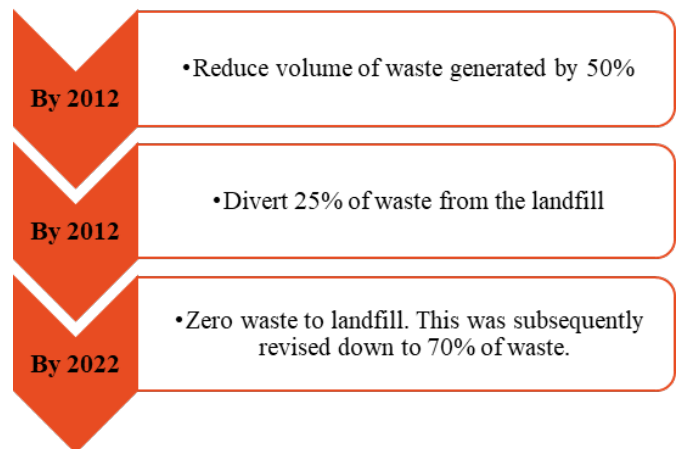 By 2012
•Reduce volume of waste generated by 50%
By 2012
•Divert 25% of waste from the landfill
By 2022
•Zero waste to landfill. This was subsequently
revised down to 70% of waste.